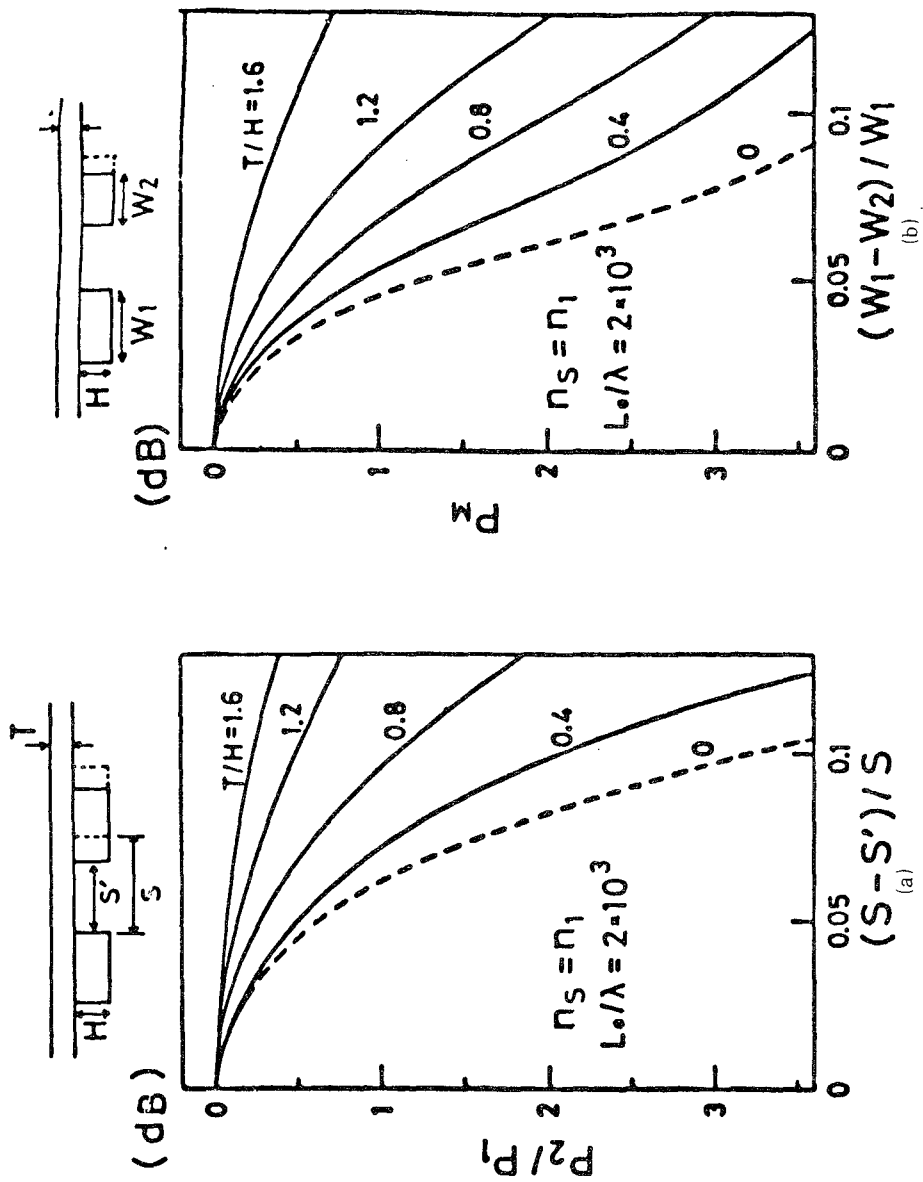 T
H
S'
S
(dB)
P₂/P₁
0
1
2
3
T/H=1.6
1.2
0.8
0.4
0
nₛ = n₁
L₀/λ = 2×10³
0
0.05
0.1
(S-S')/S
(a)
H
W₁
W₂
(dB)
P_M
0
1
2
3
T/H=1.6
1.2
0.8
0.4
0
nₛ = n₁
L₀/λ = 2×10³
0
0.05
0.1
(W₁-W₂)/W₁
(b)